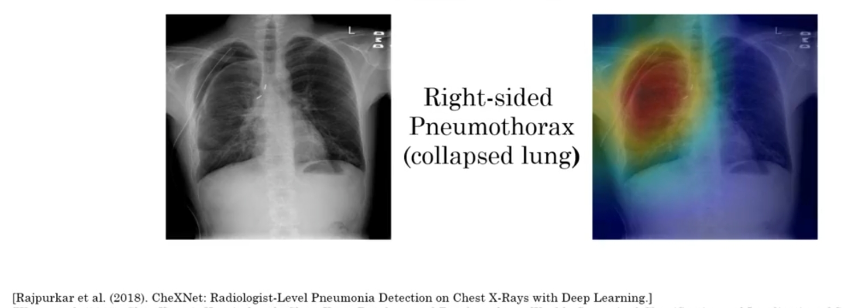 L
L
Right-sided
Pneumothorax
(collapsed lung)
[Rajpurkar et al. (2018). CheXNet: Radiologist-Level Pneumonia Detection on Chest X-Rays with Deep Learning.]